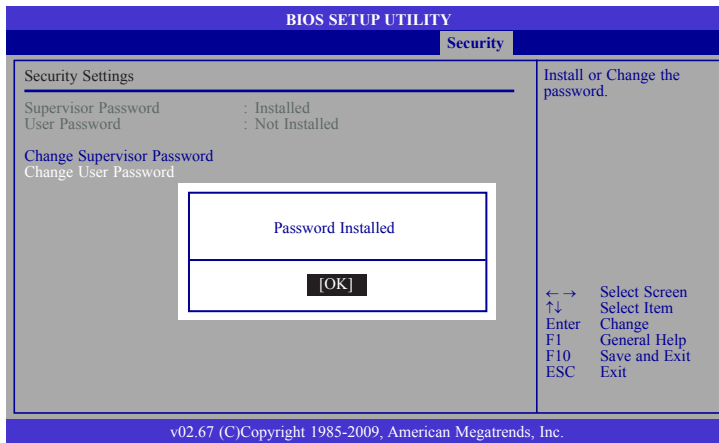 BIOS SETUP UTILITY
Security
Security Settings
Supervisor Password : Installed
User Password : Not Installed
Change Supervisor Password
Change User Password
Password Installed
[OK]
Install or Change the
password.
←→ Select Screen
↑↓ Select Item
Enter Change
F1 General Help
F10 Save and Exit
ESC Exit
v02.67 (C)Copyright 1985-2009, American Megatrends, Inc.